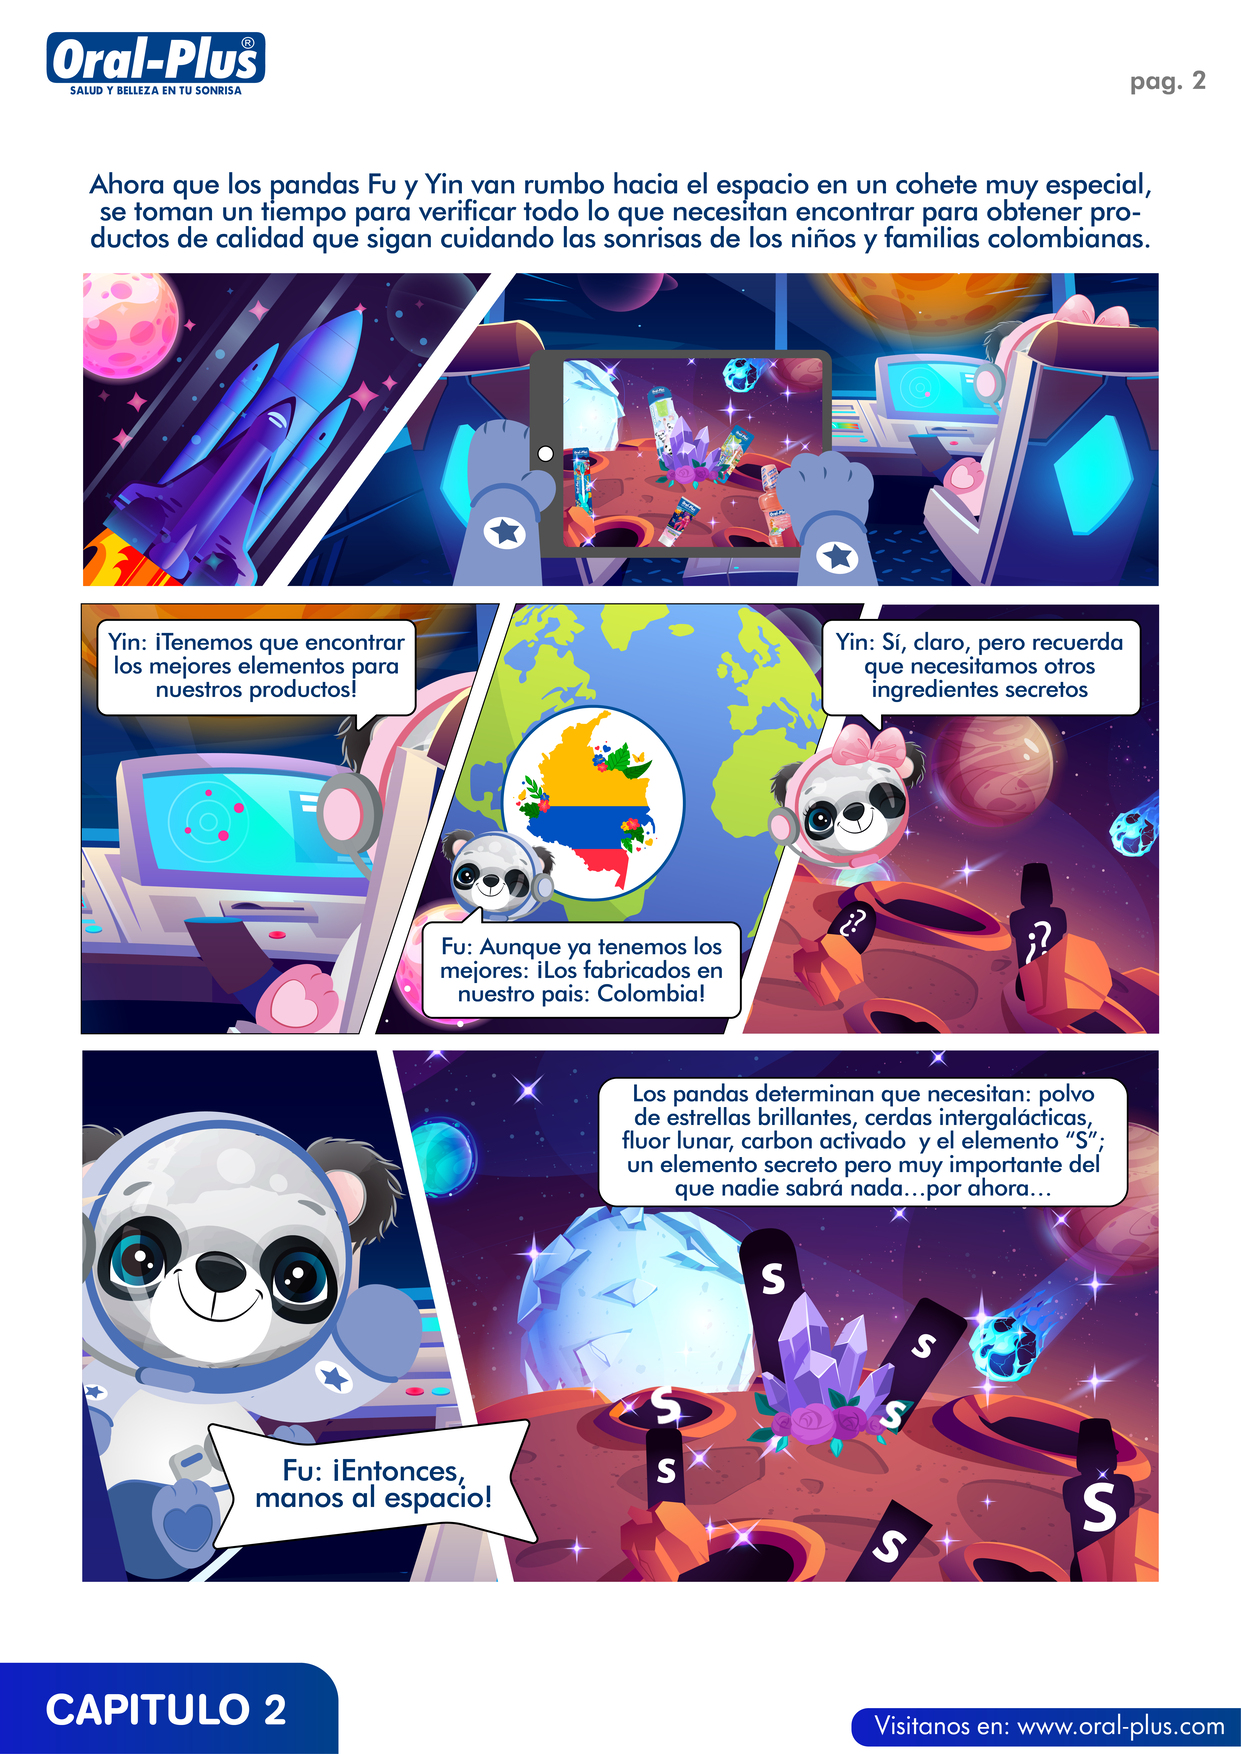 Oral-Plus®
SALUD Y BELLEZA EN TU SONRISA
pag. 2
Ahora que los pandas Fu y Yin van rumbo hacia el espacio en un cohete muy especial,
se toman un tiempo para verificar todo lo que necesitan encontrar para obtener pro-
ductos de calidad que sigan cuidando las sonrisas de los niños y familias colombianas.
Oral-Plus
Oral-Plus
Yin: ¡Tenemos que encontrar
los mejores elementos para
nuestros productos!
Yin: Sí, claro, pero recuerda
que necesitamos otros
ingredientes secretos
¿?
¿?
Fu: Aunque ya tenemos los
mejores: ¡Los fabricados en
nuestro pais: Colombia!
Los pandas determinan que necesitan: polvo
de estrellas brillantes, cerdas intergalácticas,
fluor lunar, carbon activado y el elemento “S”;
un elemento secreto pero muy importante del
que nadie sabrá nada...por ahora...
S
S
S
S
S
S
S
Fu: ¡Entonces,
manos al espacio!
CAPITULO 2
Visitanos en: www.oral-plus.com